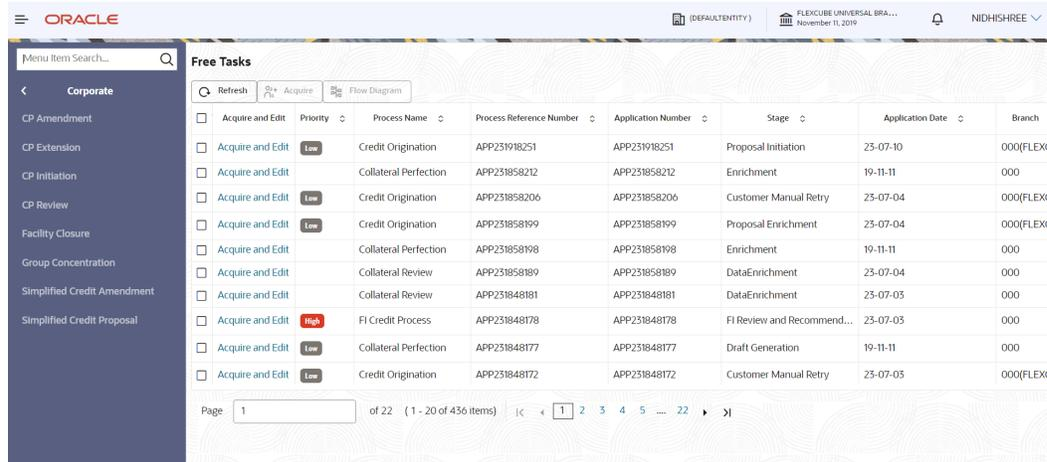 ORACLE
(DEFAULTENTITY)
FLEXCUBE UNIVERSAL BRA...
November 11, 2019
NIDHISHREE
Menu Item Search...
Corporate
CP Amendment
CP Extension
CP Initiation
CP Review
Facility Closure
Group Concentration
Simplified Credit Amendment
Simplified Credit Proposal
Free Tasks
Refresh Acquire Flow Diagram
Acquire and Edit Priority Process Name Process Reference Number Application Number Stage Application Date Branch
Acquire and Edit Low Credit Origination APP231918251 APP231918251 Proposal Initiation 23-07-10 000(FLEXC
Acquire and Edit Collateral Perfection APP231858212 APP231858212 Enrichment 19-11-11 000
Acquire and Edit Low Credit Origination APP231858206 APP231858206 Customer Manual Retry 23-07-04 000(FLEXC
Acquire and Edit Low Credit Origination APP231858199 APP231858199 Proposal Enrichment 23-07-04 000(FLEXC
Acquire and Edit Collateral Perfection APP231858198 APP231858198 Enrichment 19-11-11 000
Acquire and Edit Collateral Review APP231858189 APP231858189 DataEnrichment 23-07-04 000
Acquire and Edit Collateral Review APP231848181 APP231848181 DataEnrichment 23-07-03 000
Acquire and Edit High FI Credit Process APP231848178 APP231848178 FI Review and Recommend... 23-07-03 000
Acquire and Edit Low Collateral Perfection APP231848177 APP231848177 Draft Generation 19-11-11 000
Acquire and Edit Low Credit Origination APP231848172 APP231848172 Customer Manual Retry 23-07-03 000(FLEXC
Page 1 of 22 (1 - 20 of 436 items) 1 2 3 4 5 .... 22